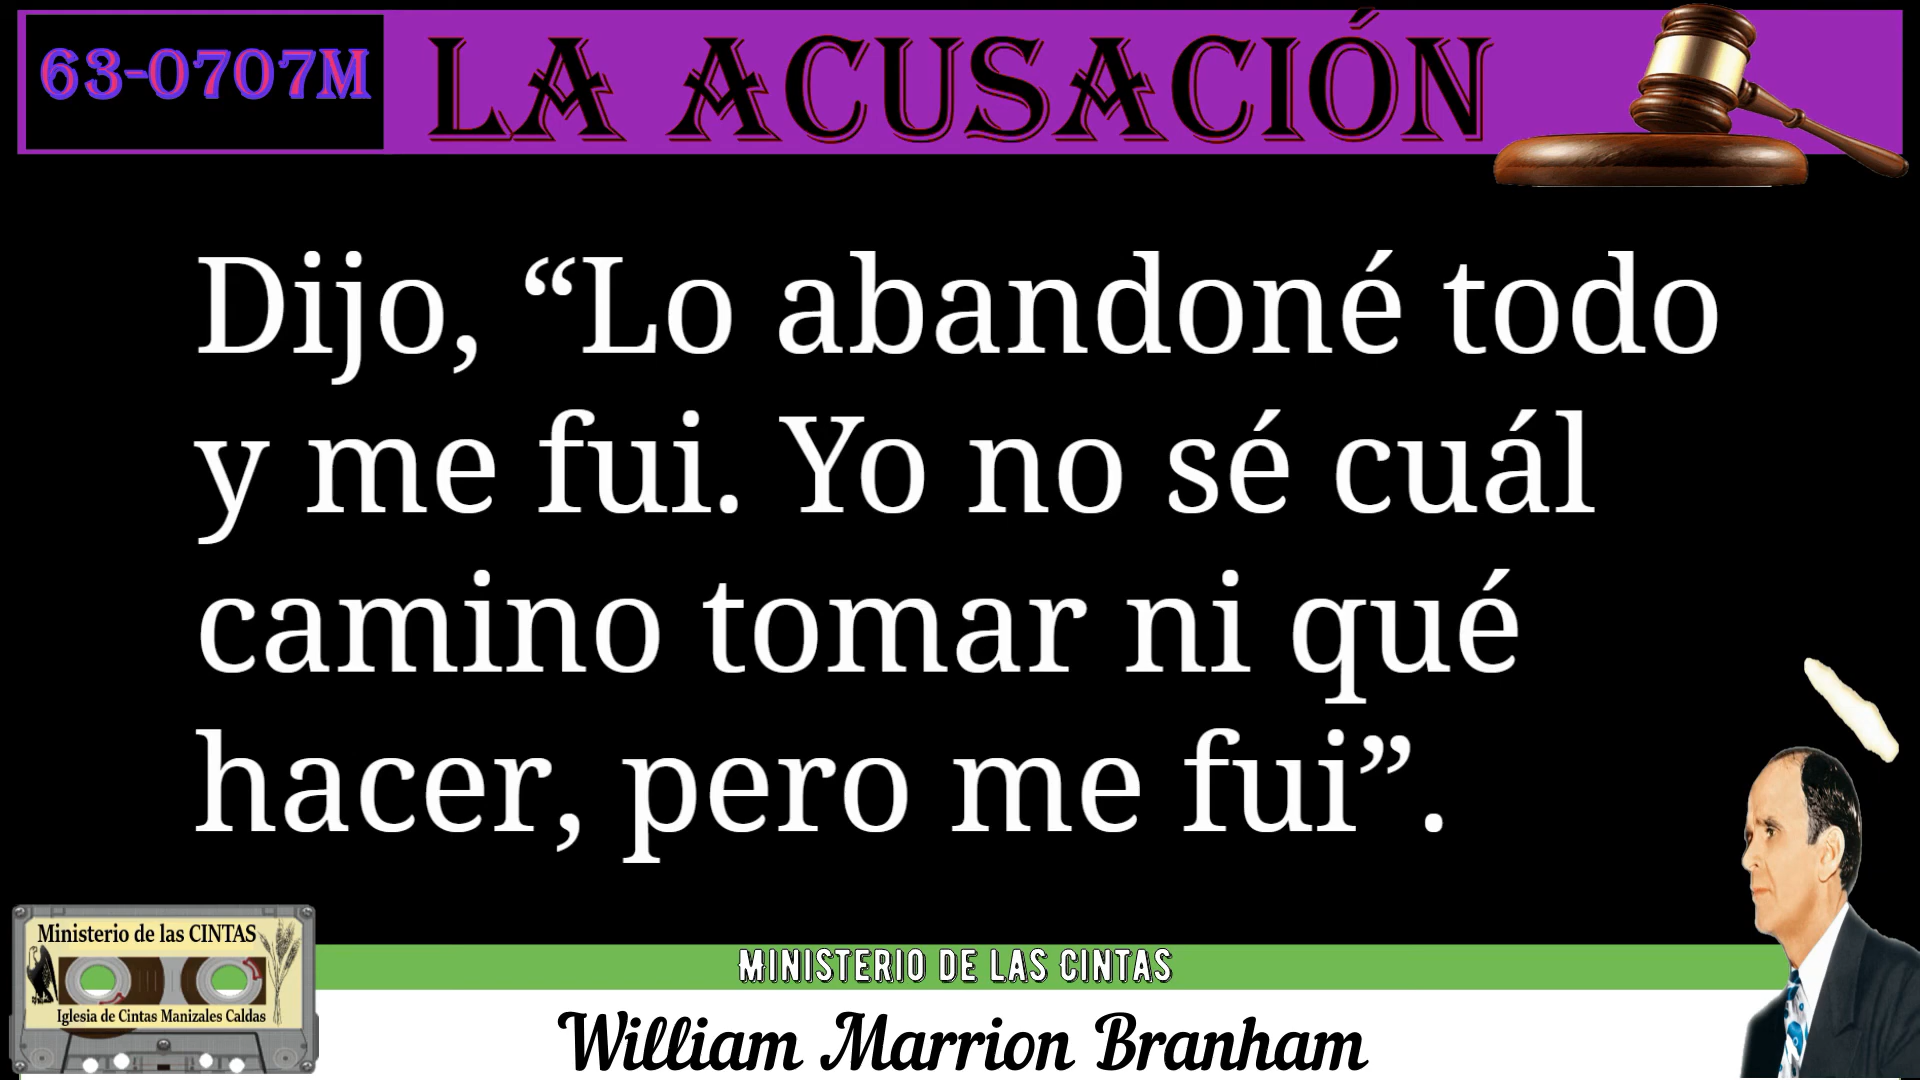 63-0707M
LA ACUSACIÓN
Dijo, “Lo abandoné todo
y me fui. Yo no sé cuál
camino tomar ni qué
hacer, pero me fui”.
Ministerio de las CINTAS
Iglesia de Cintas Manizales Caldas
MINISTERIO DE LAS CINTAS
William Marrion Branham